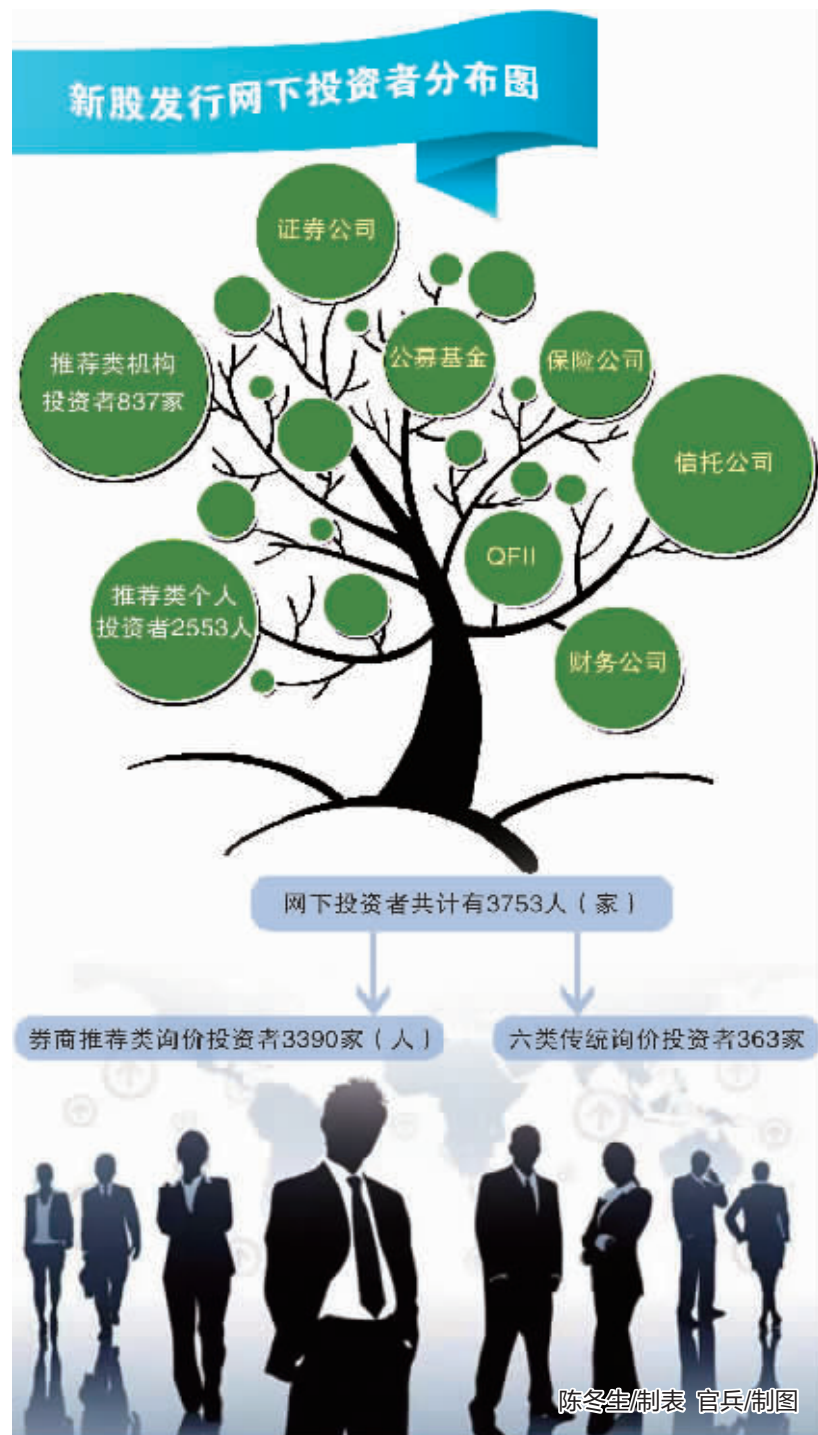 新股发行网下投资者分布图
证券公司
推荐类机构
投资者837家
公募基金
保险公司
信托公司
QFII
推荐类个人
投资者2553人
财务公司
网下投资者共计有3753人（家）
券商推荐类询价投资者3390家（人）
六类传统询价投资者363家
陈冬生/制表 官兵/制图